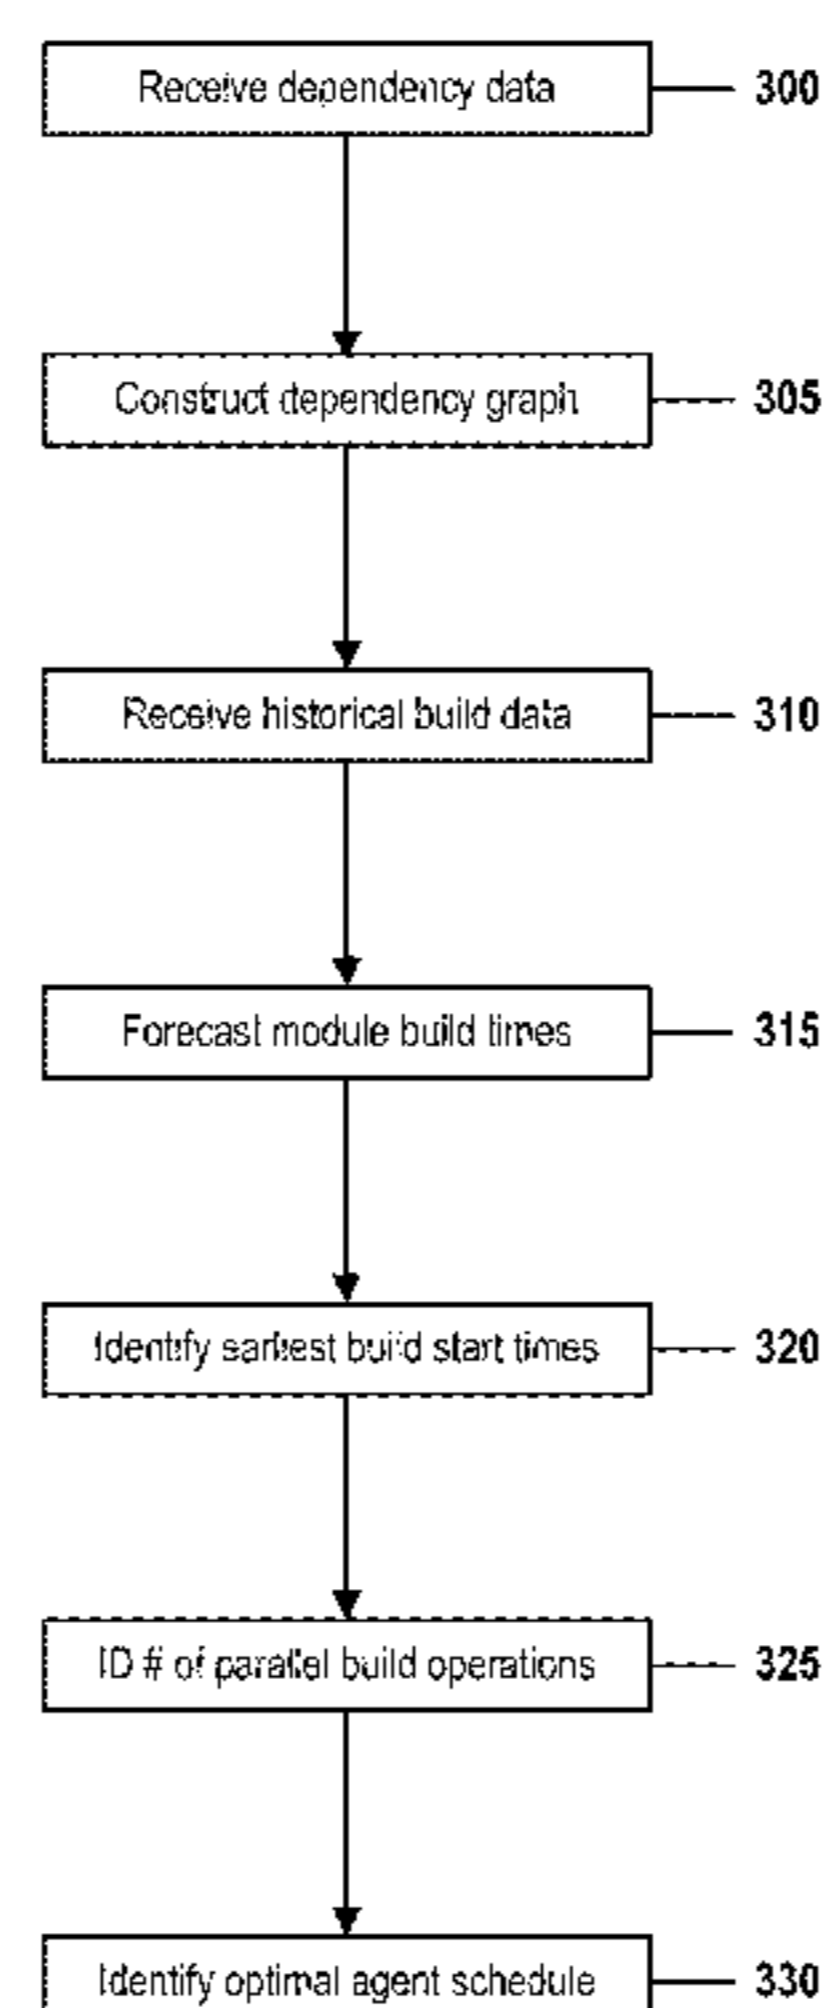 Receive dependency data 300
Construct dependency graph 305
Receive historical build data 310
Forecast module build times 315
Identify earliest build start times 320
ID # of parallel build operations 325
Identify optimal agent schedule 330